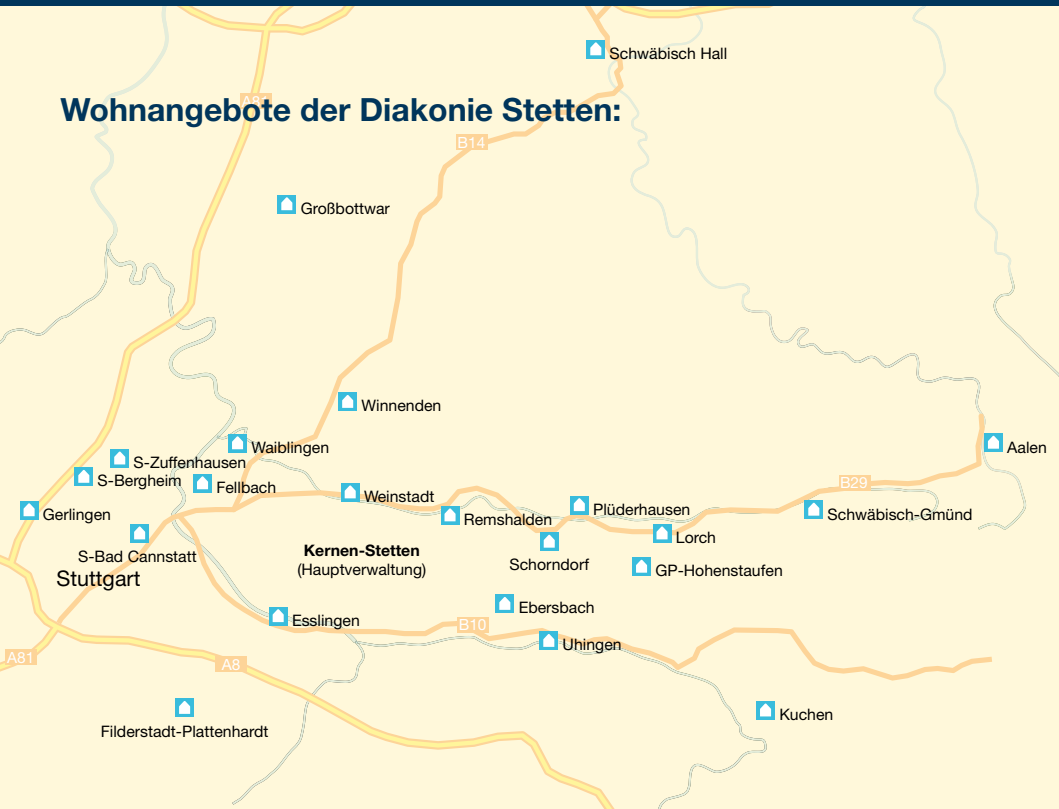 Schwäbisch Hall
A81
Wohnangebote der Diakonie Stetten:
B14
Großbottwar
Winnenden
Waiblingen
S-Zuffenhausen
Aalen
S-Bergheim
Fellbach
B29
Weinstadt
Gerlingen
Remshalden
Plüderhausen
Schwäbisch-Gmünd
Lorch
S-Bad Cannstatt
Kernen-Stetten
(Hauptverwaltung)
Schorndorf
GP-Hohenstaufen
Stuttgart
Ebersbach
Esslingen
B10
Uhingen
A81
A8
Kuchen
Filderstadt-Plattenhardt